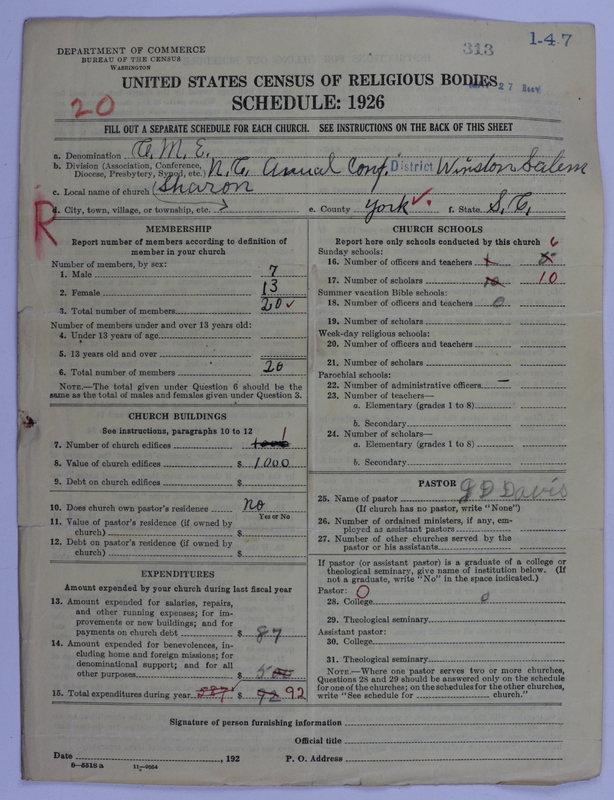 313
1-47
DEPARTMENT OF COMMERCE
BUREAU OF THE CENSUS
WASHINGTON
UNITED STATES CENSUS OF RELIGIOUS BODIES
27
20
SCHEDULE: 1926
FILL OUT A SEPARATE SCHEDULE FOR EACH CHURCH. SEE INSTRUCTIONS ON THE BACK OF THIS SHEET
a. Denomination
b. Division (Association, Conference, Diocese, Presbytery, Synod, etc.) N.C. Annual Conf. District Winston Salem
c. Local name of church Sharon
d. City, town, village, or township, etc. e. County York f. State S.C.
R
MEMBERSHIP
Report number of members according to definition of
member in your church
Number of members, by sex:
1. Male 7
2. Female 13
3. Total number of members 20
Number of members under and over 13 years old:
4. Under 13 years of age
5. 13 years old and over
6. Total number of members 20
NOTE.—The total given under Question 6 should be
same as the total of males and females given under Question 3.
CHURCH BUILDINGS
See instructions, paragraphs 10 to 12
7. Number of church edifices 1
8. Value of church edifices $ 1000
9. Debt on church edifices $
10. Does church own pastor's residence No
Yes or No
11. Value of pastor's residence (if owned by
church) $
12. Debt on pastor's residence (if owned by
church) $
EXPENDITURES
Amount expended by your church during last fiscal year
13. Amount expended for salaries, repairs,
and other running expenses; for im-
provements or new buildings; and for
payments on church debt $ 87
14. Amount expended for benevolences, in-
cluding home and foreign missions; for
denominational support; and for all
other purposes $ 5
15. Total expenditures during year 587 $ 92 92
CHURCH SCHOOLS
Report here only schools conducted by this church
Sunday schools: 6
16. Number of officers and teachers
17. Number of scholars 10 10
Summer vacation Bible schools:
18. Number of officers and teachers 0
19. Number of scholars
Week-day religious schools:
20. Number of officers and teachers
21. Number of scholars
Parochial schools:
22. Number of administrative officers —
23. Number of teachers—
a. Elementary (grades 1 to 8)
b. Secondary
24. Number of scholars—
a. Elementary (grades 1 to 8)
b. Secondary
PASTOR
25. Name of pastor J D Davis
(If church has no pastor, write "None")
26. Number of ordained ministers, if any, em-
ployed as assistant pastors
27. Number of other churches served by the
pastor or his assistants
If pastor (or assistant pastor) is a graduate of a college or
theological seminary, give name of institution below. (If
not a graduate, write "No" in the space indicated.)
Pastor: O
28. College 0
29. Theological seminary
Assistant pastor:
30. College
31. Theological seminary
NOTE.—Where one pastor serves two or more churches,
Questions 28 and 29 should be answered only on the schedule
for one of the churches; on the schedules for the other churches,
write "See schedule for church."
Signature of person furnishing information
Official title
Date , 192 P. O. Address
8—5518 a 11—9054